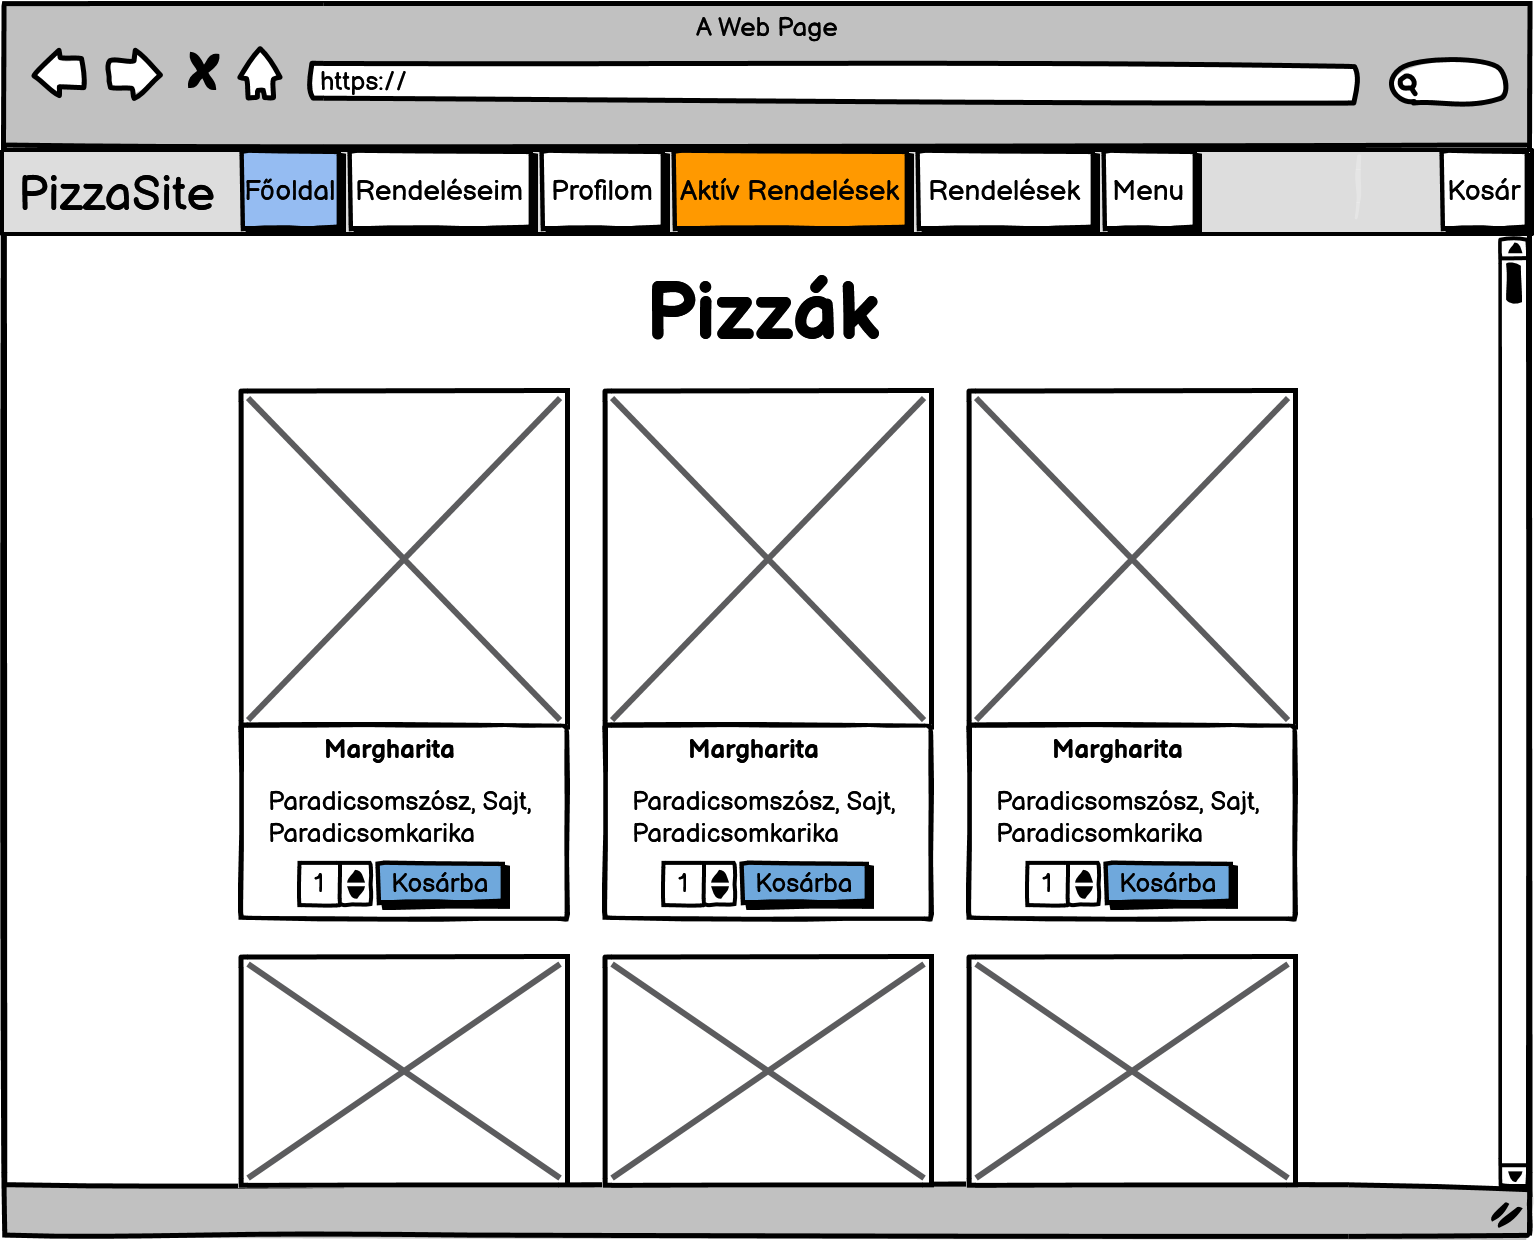 A Web Page
https://
PizzaSite Főoldal Rendeléseim Profilom Aktív Rendelések Rendelések Menu Kosár
Pizzák
Margharita Margharita Margharita
Paradicsomszósz, Sajt, Paradicsomszósz, Sajt, Paradicsomszósz, Sajt,
Paradicsomkarika Paradicsomkarika Paradicsomkarika
1 Kosárba 1 Kosárba 1 Kosárba